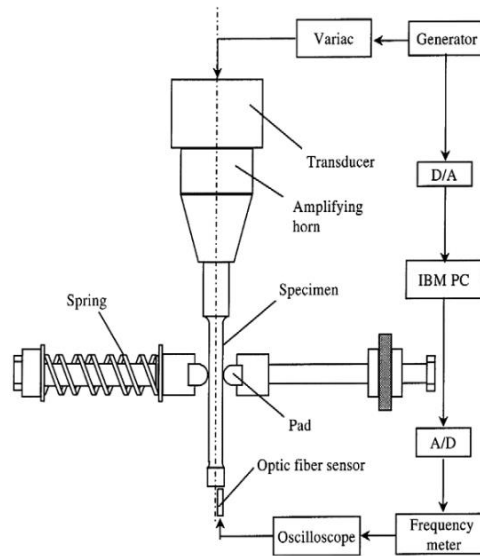 Variac
Generator
Transducer
D/A
Amplifying
horn
IBM PC
Spring
Specimen
Pad
A/D
Optic fiber sensor
Oscilloscope
Frequency
meter